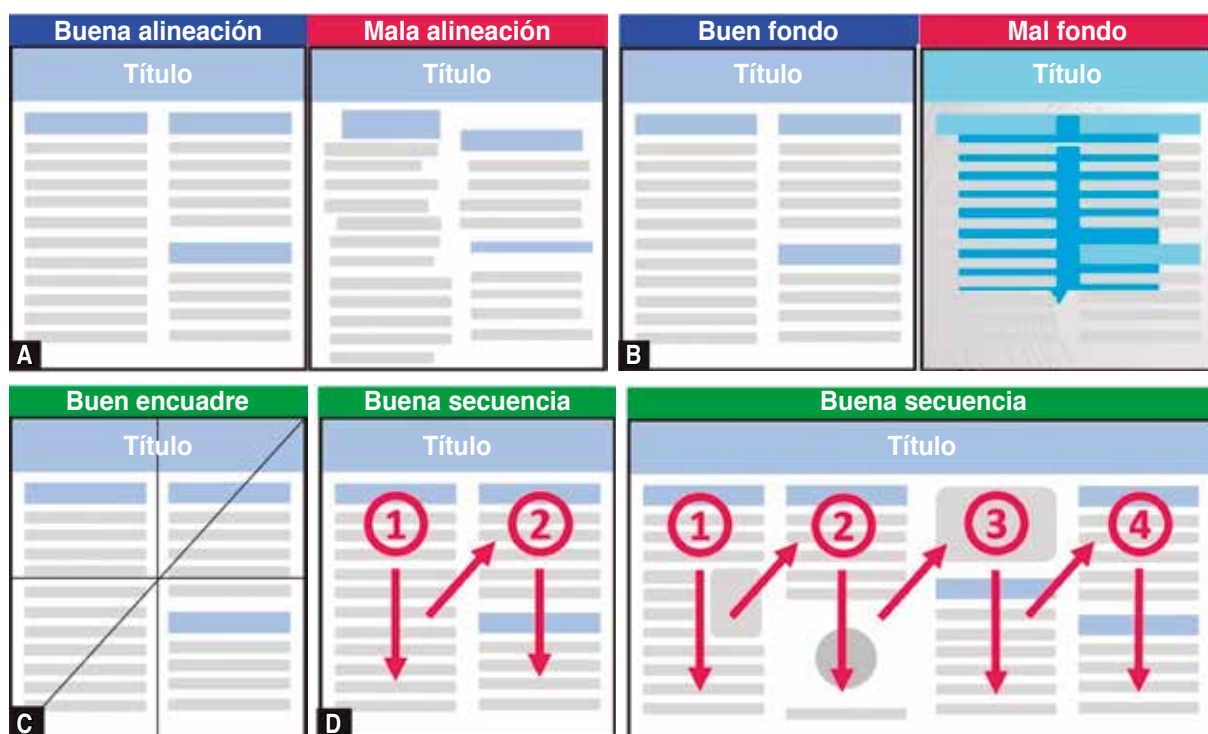 Buena alineación
Mala alineación
Título
Título
A
Buen fondo
Mal fondo
Título
Título
B
Buen encuadre
Título
C
Buena secuencia
Título
1
2
D
Buena secuencia
Título
1
2
3
4